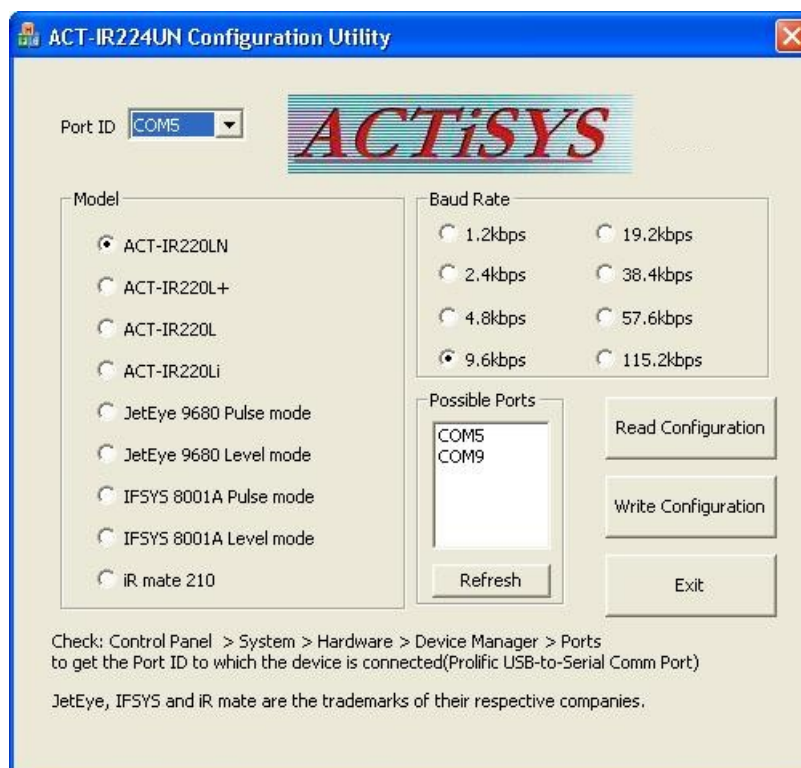 ACT-IR224UN Configuration Utility
Port ID COM5
ACTiSYS
Model
ACT-IR220LN
ACT-IR220L+
ACT-IR220L
ACT-IR220Li
JetEye 9680 Pulse mode
JetEye 9680 Level mode
IFSYS 8001A Pulse mode
IFSYS 8001A Level mode
iR mate 210
Baud Rate
1.2kbps 19.2kbps
2.4kbps 38.4kbps
4.8kbps 57.6kbps
9.6kbps 115.2kbps
Possible Ports
COM5
COM9
Refresh
Read Configuration
Write Configuration
Exit
Check: Control Panel > System > Hardware > Device Manager > Ports
to get the Port ID to which the device is connected(Prolific USB-to-Serial Comm Port)
JetEye, IFSYS and iR mate are the trademarks of their respective companies.